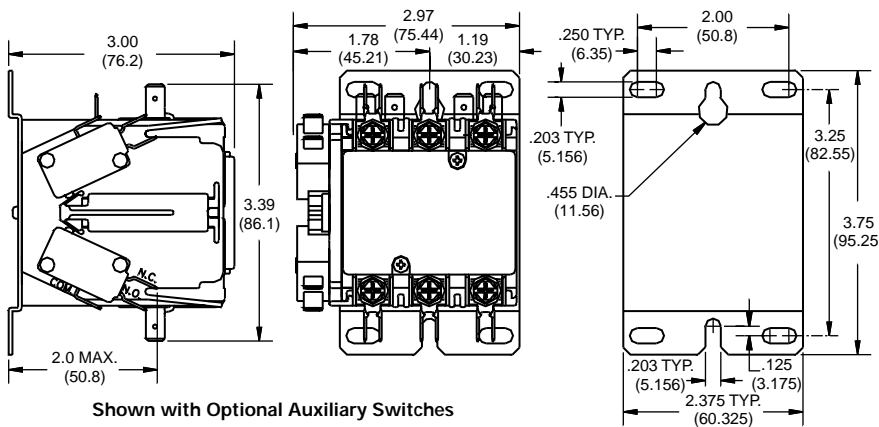 3.00
(76.2)
3.39
(86.1)
N.C.
COM
N.O.
2.0 MAX.
(50.8)
2.97
(75.44)
1.78
(45.21)
1.19
(30.23)
.250 TYP.
(6.35)
2.00
(50.8)
.203 TYP.
(5.156)
.455 DIA.
(11.56)
3.25
(82.55)
3.75
(95.25
.203 TYP.
(5.156)
.125
(3.175)
2.375 TYP.
(60.325)
Shown with Optional Auxiliary Switches